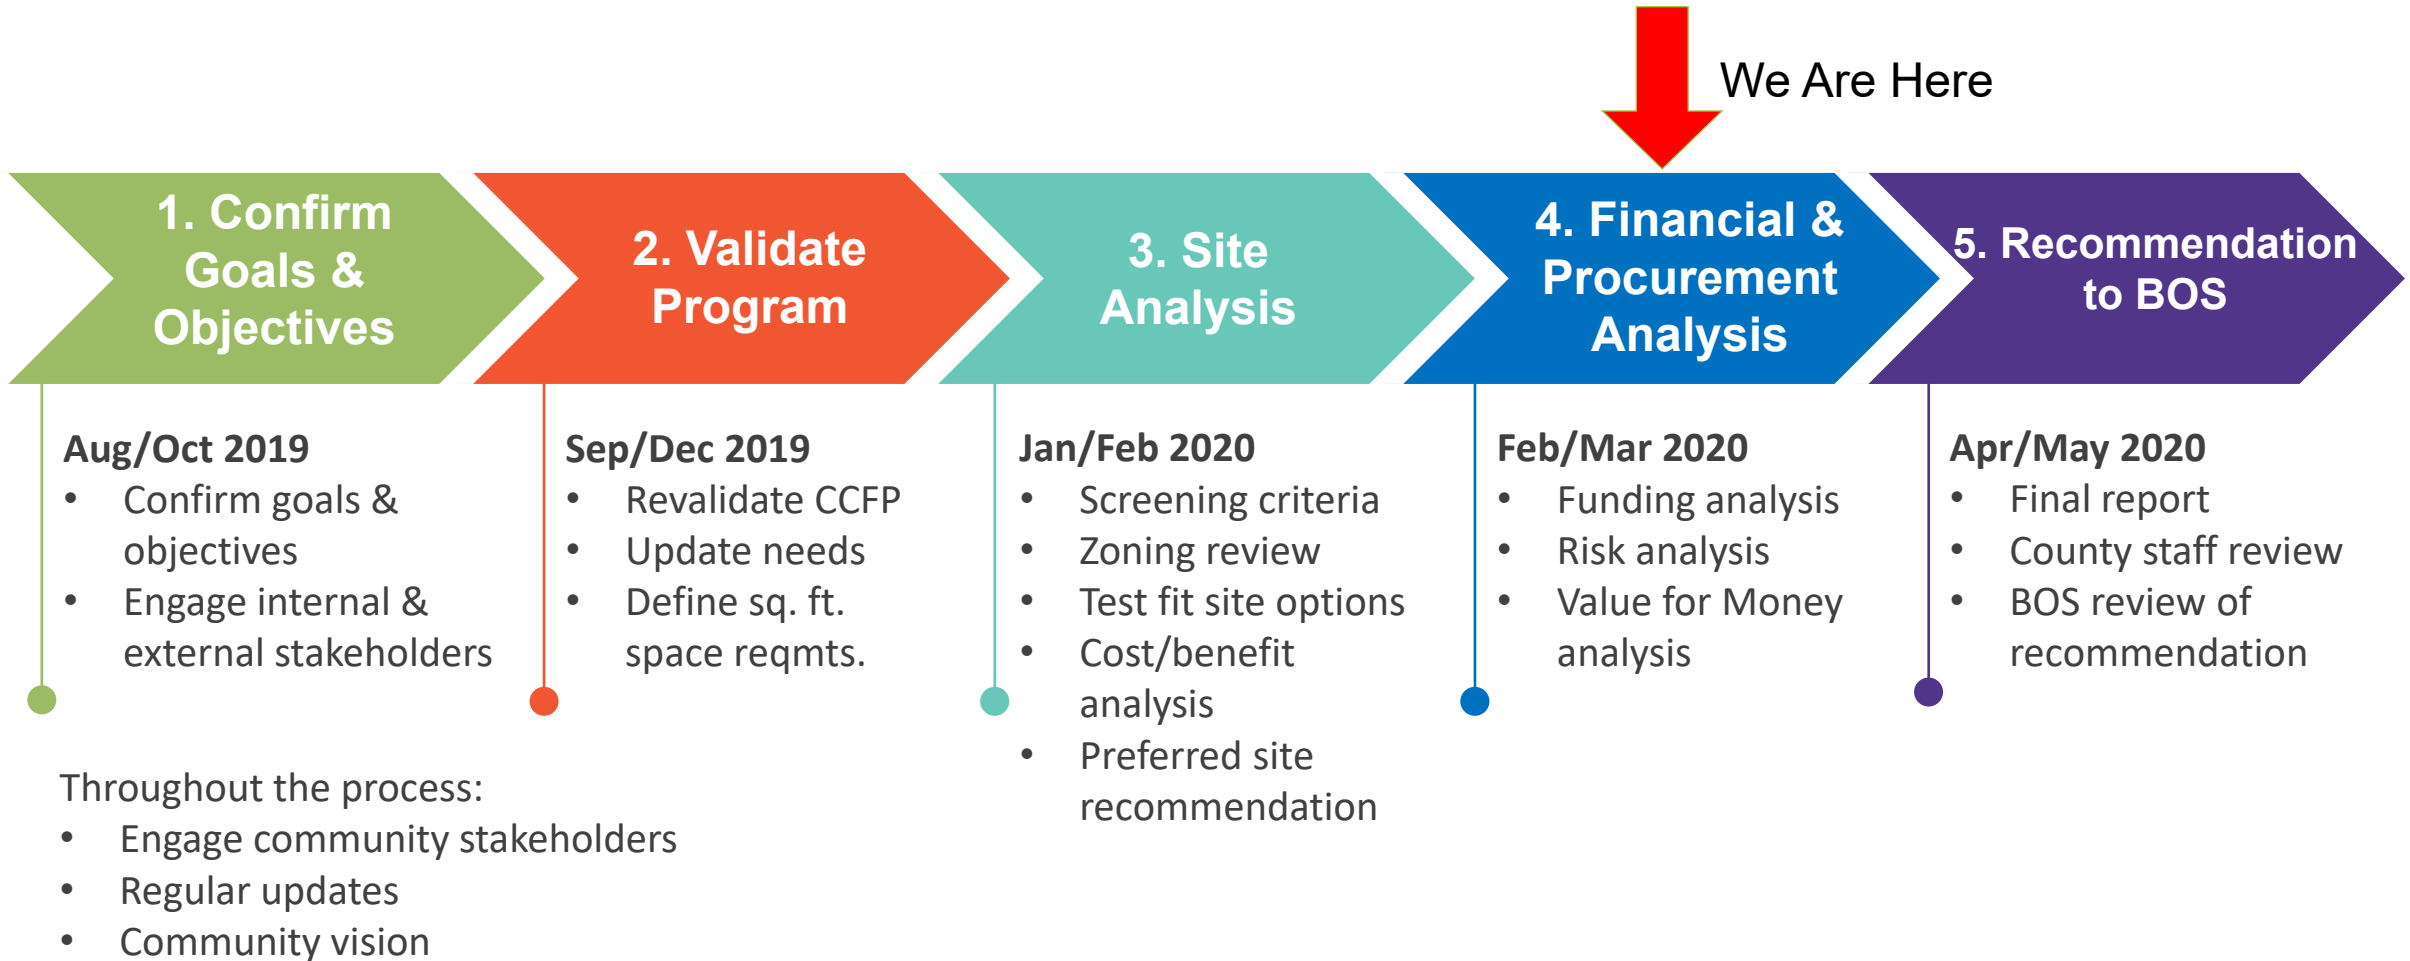 We Are Here
1. Confirm
Goals &
Objectives
2. Validate
Program
3. Site
Analysis
4. Financial &
Procurement
Analysis
5. Recommendation
to BOS
Aug/Oct 2019
• Confirm goals &
objectives
• Engage internal &
external stakeholders
Sep/Dec 2019
• Revalidate CCFP
• Update needs
• Define sq. ft.
space reqmts.
Jan/Feb 2020
• Screening criteria
• Zoning review
• Test fit site options
• Cost/benefit
analysis
• Preferred site
recommendation
Feb/Mar 2020
• Funding analysis
• Risk analysis
• Value for Money
analysis
Apr/May 2020
• Final report
• County staff review
• BOS review of
recommendation
Throughout the process:
• Engage community stakeholders
• Regular updates
• Community vision